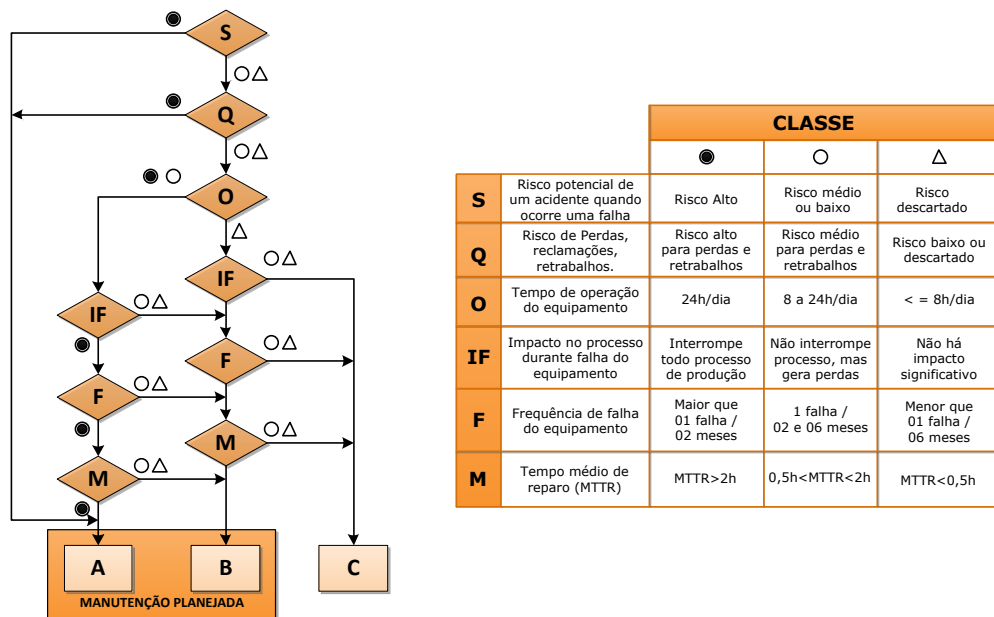 S
Q
O
IF
IF
F
F
M
M
A
B
C
MANUTENÇÃO PLANEJADA
CLASSE
S
Risco potencial de
um acidente quando
ocorre uma falha
Risco Alto
Risco médio
ou baixo
Risco
descartado
Q
Risco de Perdas,
reclamações,
retrabalhos.
Risco alto
para perdas e
retrabalhos
Risco médio
para perdas e
retrabalhos
Risco baixo ou
descartado
O
Tempo de operação
do equipamento
24h/dia
8 a 24h/dia
< = 8h/dia
IF
Impacto no processo
durante falha do
equipamento
Interrompe
todo processo
de produção
Não interrompe
processo, mas
gera perdas
Não há
impacto
significativo
F
Frequência de falha
do equipamento
Maior que
01 falha /
02 meses
1 falha /
02 e 06 meses
Menor que
01 falha /
06 meses
M
Tempo médio de
reparo (MTTR)
MTTR>2h
0,5h<MTTR<2h
MTTR<0,5h